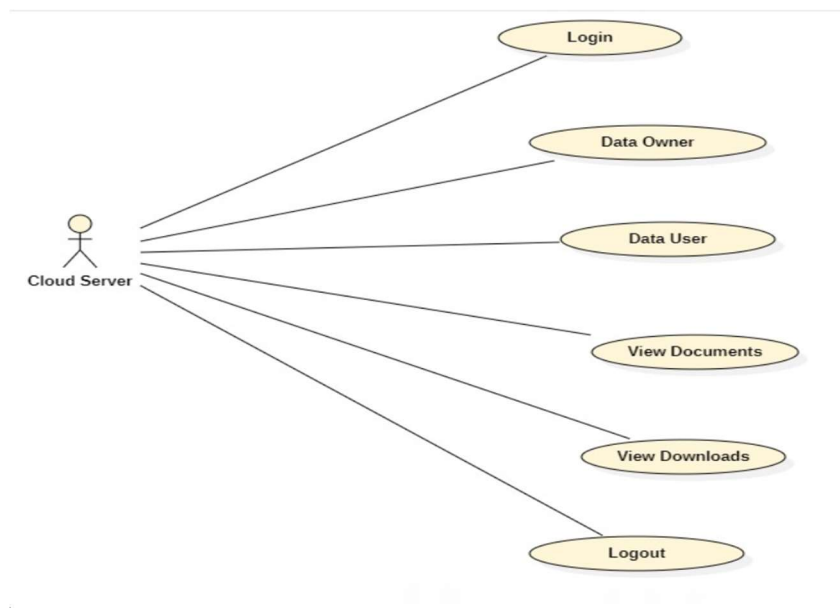 Login
Data Owner
Data User
Cloud Server
View Documents
View Downloads
Logout